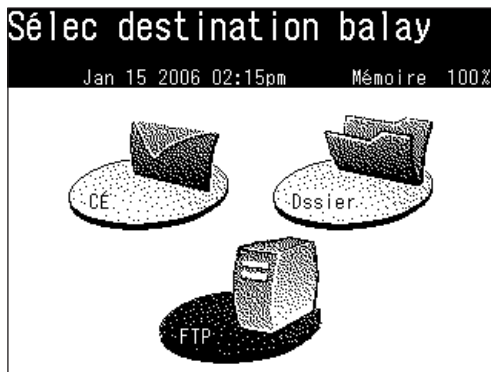 Sélec destination balay
Jan 15 2006 02:15pm Mémoire 100%
CÉ
Dssier
FTP